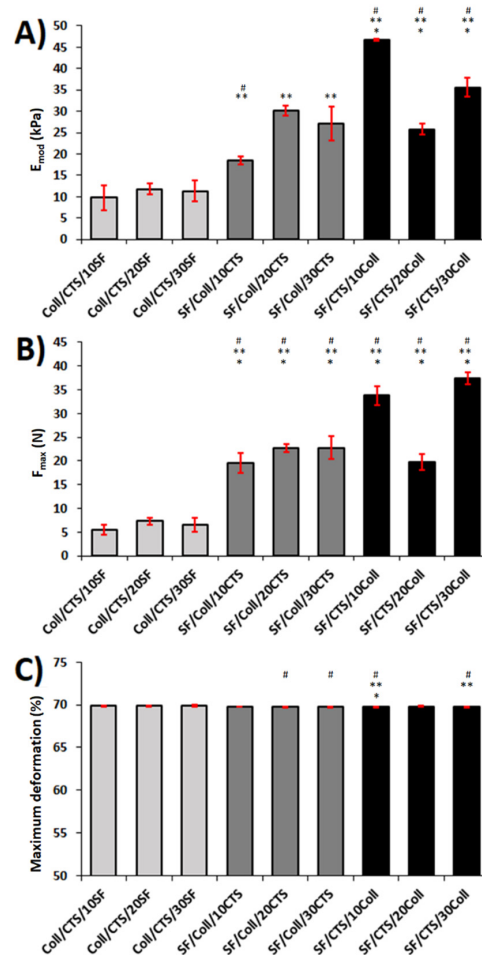 A)
# # #
** ** **
# * * *
** ** **
50
45
40
35
30
25
20
15
10
5
0
E_mod (kPa)
Coll/CTS/10SF
Coll/CTS/20SF
Coll/CTS/30SF
SF/Coll/10CTS
SF/Coll/20CTS
SF/Coll/30CTS
SF/CTS/10Coll
SF/CTS/20Coll
SF/CTS/30Coll
B)
# # # # # #
** ** ** ** ** **
* * * * * *
45
40
35
30
25
20
15
10
5
0
F_max (N)
Coll/CTS/10SF
Coll/CTS/20SF
Coll/CTS/30SF
SF/Coll/10CTS
SF/Coll/20CTS
SF/Coll/30CTS
SF/CTS/10Coll
SF/CTS/20Coll
SF/CTS/30Coll
C)
# # # #
** **
*
75
70
65
60
55
50
Maximum deformation (%)
Coll/CTS/10SF
Coll/CTS/20SF
Coll/CTS/30SF
SF/Coll/10CTS
SF/Coll/20CTS
SF/Coll/30CTS
SF/CTS/10Coll
SF/CTS/20Coll
SF/CTS/30Coll